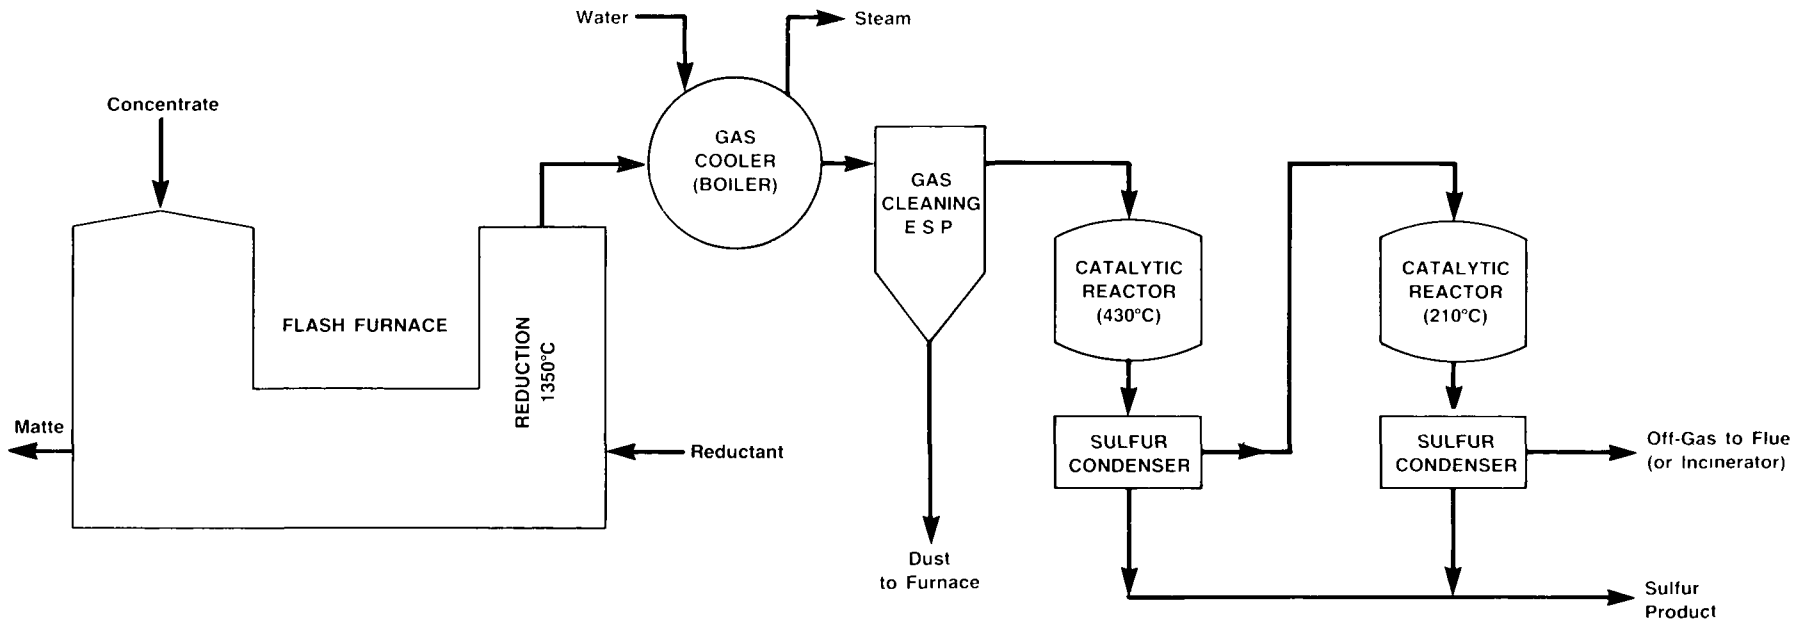 Water
Steam
Concentrate
GAS
COOLER
(BOILER)
GAS
CLEANING
E S P
CATALYTIC
REACTOR
(430°C)
CATALYTIC
REACTOR
(210°C)
FLASH FURNACE
REDUCTION
1350°C
Matte
Reductant
SULFUR
CONDENSER
SULFUR
CONDENSER
Off-Gas to Flue
(or Incinerator)
Dust
to Furnace
Sulfur
Product